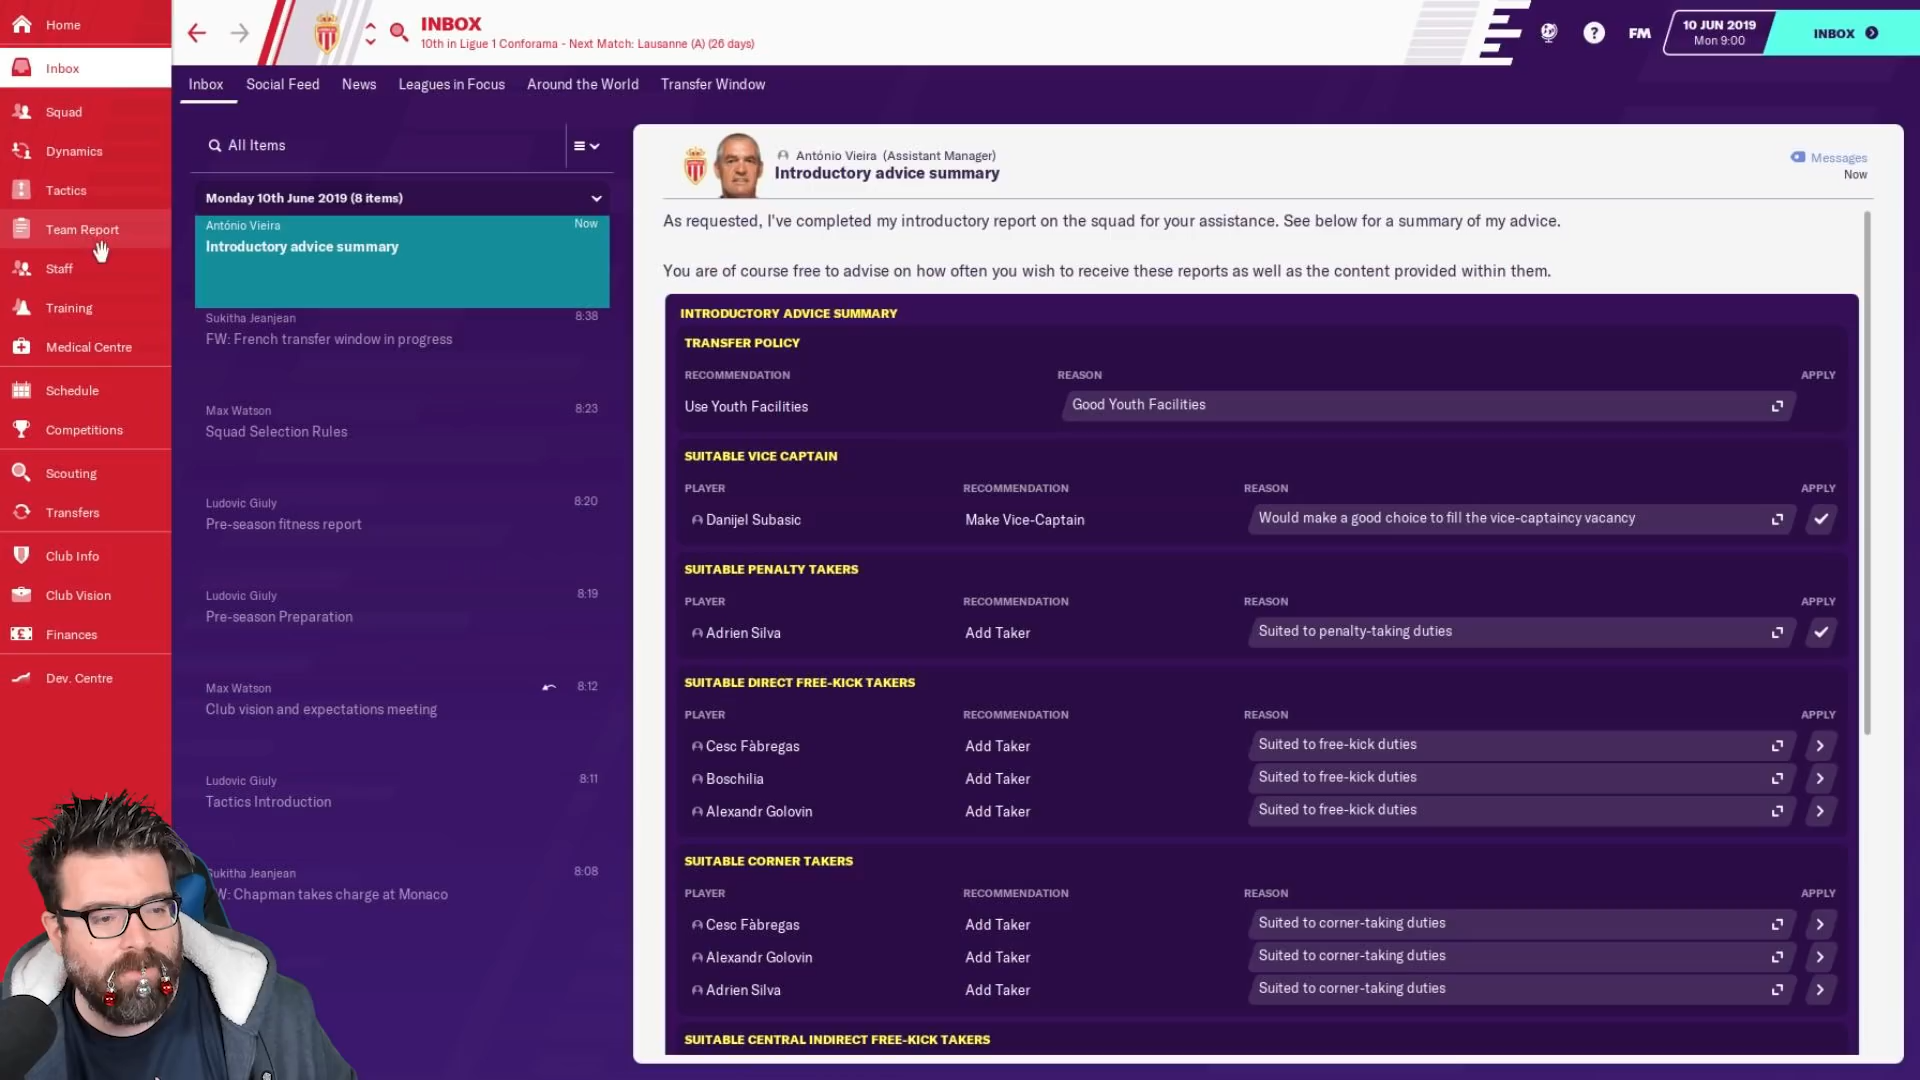 Home
Inbox
Squad
Dynamics
Tactics
Team Report
Staff
Training
Medical Centre
Schedule
Competitions
Scouting
Transfers
Club Info
Club Vision
Finances
Dev. Centre
INBOX
10th in Ligue 1 Conforama - Next Match: Lausanne (A) (26 days)
?
FM
10 JUN 2019
Mon 9:00
INBOX
Inbox Social Feed News Leagues in Focus Around the World Transfer Window
All Items
Monday 10th June 2019 (8 items)
António Vieira Now
Introductory advice summary
Sukitha Jeanjean 8:38
FW: French transfer window in progress
Max Watson 8:23
Squad Selection Rules
Ludovic Giuly 8:20
Pre-season fitness report
Ludovic Giuly 8:19
Pre-season Preparation
Max Watson 8:12
Club vision and expectations meeting
Ludovic Giuly 8:11
Tactics Introduction
Sukitha Jeanjean 8:08
W: Chapman takes charge at Monaco
António Vieira (Assistant Manager)
Introductory advice summary
Messages
Now
As requested, I've completed my introductory report on the squad for your assistance. See below for a summary of my advice.
You are of course free to advise on how often you wish to receive these reports as well as the content provided within them.
INTRODUCTORY ADVICE SUMMARY
TRANSFER POLICY
RECOMMENDATION REASON APPLY
Use Youth Facilities Good Youth Facilities
SUITABLE VICE CAPTAIN
PLAYER RECOMMENDATION REASON APPLY
Danijel Subasic Make Vice-Captain Would make a good choice to fill the vice-captaincy vacancy
SUITABLE PENALTY TAKERS
PLAYER RECOMMENDATION REASON APPLY
Adrien Silva Add Taker Suited to penalty-taking duties
SUITABLE DIRECT FREE-KICK TAKERS
PLAYER RECOMMENDATION REASON APPLY
Cesc Fàbregas Add Taker Suited to free-kick duties
Boschilia Add Taker Suited to free-kick duties
Alexandr Golovin Add Taker Suited to free-kick duties
SUITABLE CORNER TAKERS
PLAYER RECOMMENDATION REASON APPLY
Cesc Fàbregas Add Taker Suited to corner-taking duties
Alexandr Golovin Add Taker Suited to corner-taking duties
Adrien Silva Add Taker Suited to corner-taking duties
SUITABLE CENTRAL INDIRECT FREE-KICK TAKERS